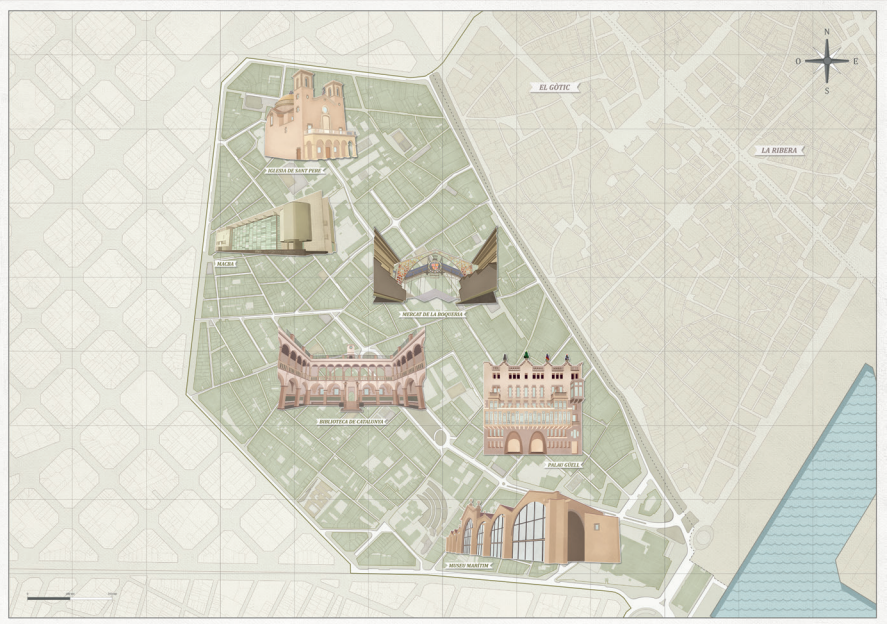 N
O
E
S
EL GÒTIC
LA RIBERA
IGLESIA DE SANT PERE
MACBA
MERCAT DE LA BOQUERIA
BIBLIOTECA DE CATALONYA
PALAU GÜELL
MUSEU MARÍTIM